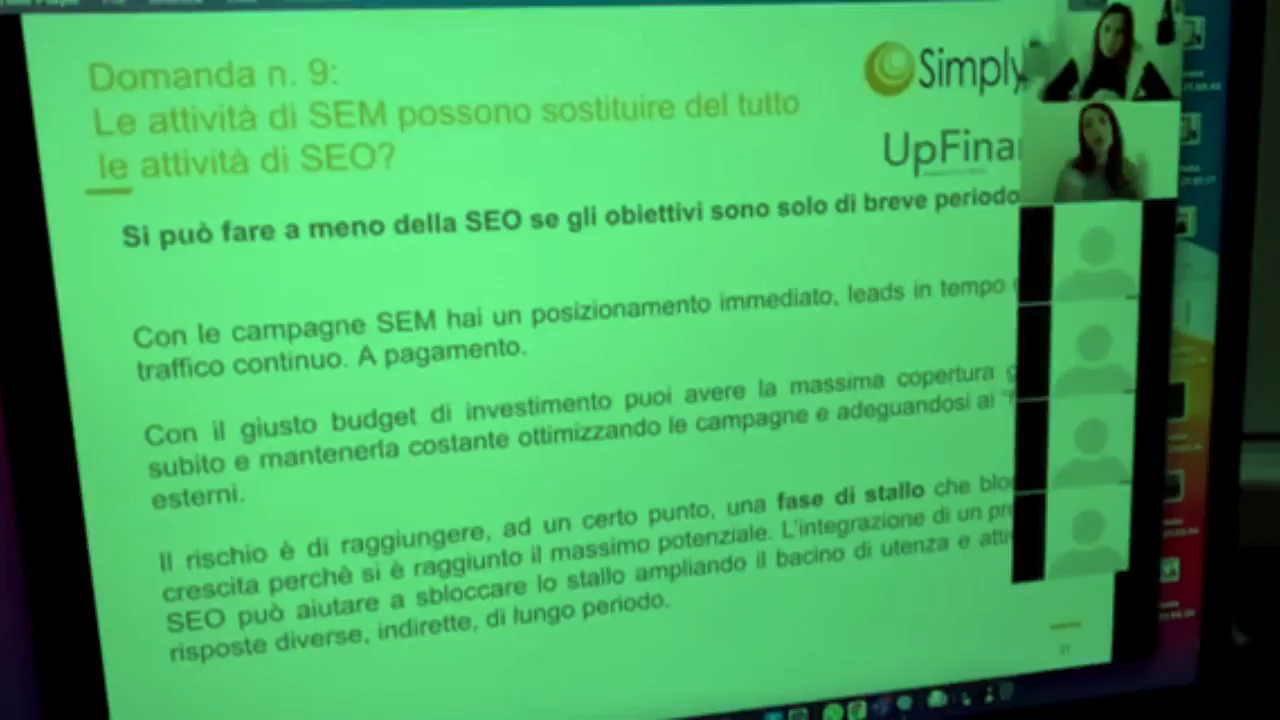 Domanda n. 9:
Le attività di SEM possono sostituire del tutto
le attività di SEO?
Simply
UpFina
Si può fare a meno della SEO se gli obiettivi sono solo di breve periodo
Con le campagne SEM hai un posizionamento immediato, leads in tempo
traffico continuo. A pagamento.
Con il giusto budget di investimento puoi avere la massima copertura
subito e mantenerla costante ottimizzando le campagne e adeguandosi ai
esterni.
Il rischio è di raggiungere, ad un certo punto, una fase di stallo che blo
crescita perchè si è raggiunto il massimo potenziale. L'integrazione di un pr
SEO può aiutare a sbloccare lo stallo ampliando il bacino di utenza e atti
risposte diverse, indirette, di lungo periodo.